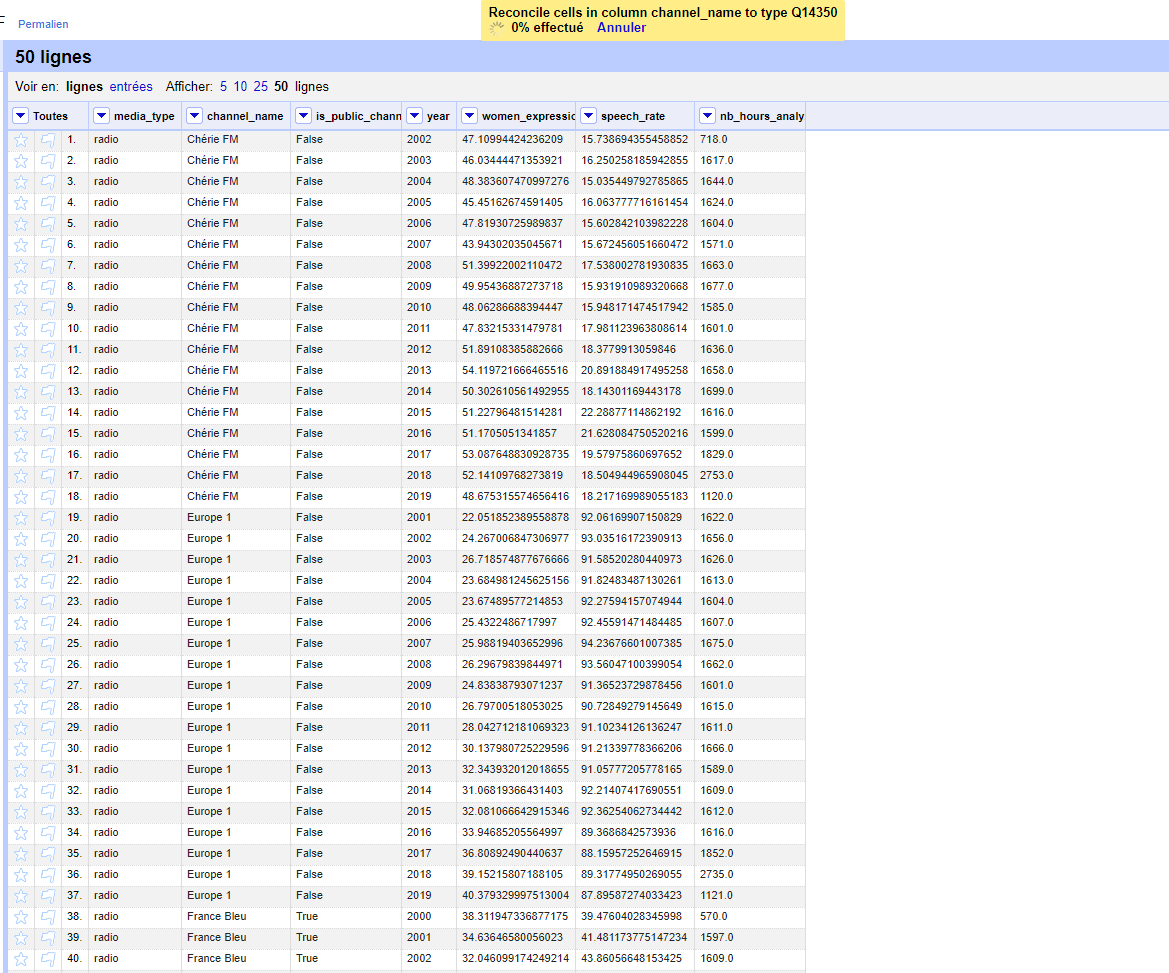 Reconcile cells in column channel_name to type Q14350
Permalien
0% effectué Annuler
50 lignes
Voir en: lignes entrées Afficher: 5 10 25 50 lignes
Toutes media_type channel_name is_public_chann year women_expressic speech_rate nb_hours_analy
1. radio Chérie FM False 2002 47.10994424236209 15.738694355458852 718.0
2. radio Chérie FM False 2003 46.03444471353921 16.250258185942855 1617.0
3. radio Chérie FM False 2004 48.383607470997276 15.035449792785865 1644.0
4. radio Chérie FM False 2005 45.45162674591405 16.063777716161454 1624.0
5. radio Chérie FM False 2006 47.81930725989837 15.602842103982228 1604.0
6. radio Chérie FM False 2007 43.94302035045671 15.672456051660472 1571.0
7. radio Chérie FM False 2008 51.39922002110472 17.538002781930835 1663.0
8. radio Chérie FM False 2009 49.95436887273718 15.931910989320668 1677.0
9. radio Chérie FM False 2010 48.06286688394447 15.948171474517942 1585.0
10. radio Chérie FM False 2011 47.83215331479781 17.981123963808614 1601.0
11. radio Chérie FM False 2012 51.89108385882666 18.3779913059846 1636.0
12. radio Chérie FM False 2013 54.119721666465516 20.891884917495258 1658.0
13. radio Chérie FM False 2014 50.302610561492955 18.14301169443178 1699.0
14. radio Chérie FM False 2015 51.22796481514281 22.28877114862192 1616.0
15. radio Chérie FM False 2016 51.1705051341857 21.628084750520216 1599.0
16. radio Chérie FM False 2017 53.087648830928735 19.57975860697652 1829.0
17. radio Chérie FM False 2018 52.14109768273819 18.504944965908045 2753.0
18. radio Chérie FM False 2019 48.675315574656416 18.217169989055183 1120.0
19. radio Europe 1 False 2001 22.051852389558878 92.06169907150829 1622.0
20. radio Europe 1 False 2002 24.267006847306977 93.03516172390913 1656.0
21. radio Europe 1 False 2003 26.718574877676666 91.58520280440973 1626.0
22. radio Europe 1 False 2004 23.684981245625156 91.82483487130261 1613.0
23. radio Europe 1 False 2005 23.67489577214853 92.27594157074944 1604.0
24. radio Europe 1 False 2006 25.4322486717997 92.45591471484485 1607.0
25. radio Europe 1 False 2007 25.98819403652996 94.23676601007385 1675.0
26. radio Europe 1 False 2008 26.29679839844971 93.56047100399054 1662.0
27. radio Europe 1 False 2009 24.83838793071237 91.36523729878456 1601.0
28. radio Europe 1 False 2010 26.79700518053025 90.72849279145649 1615.0
29. radio Europe 1 False 2011 28.042712181069323 91.10234126136247 1611.0
30. radio Europe 1 False 2012 30.137980725229596 91.21339778366206 1666.0
31. radio Europe 1 False 2013 32.343932012018655 91.05777205778165 1589.0
32. radio Europe 1 False 2014 31.06819366431403 92.21407417690551 1609.0
33. radio Europe 1 False 2015 32.081066642915346 92.36254062734442 1612.0
34. radio Europe 1 False 2016 33.94685205564997 89.3686842573936 1616.0
35. radio Europe 1 False 2017 36.80892490440637 88.15957252646915 1852.0
36. radio Europe 1 False 2018 39.15215807188105 89.31774950269055 2735.0
37. radio Europe 1 False 2019 40.379329997513004 87.89587274033423 1121.0
38. radio France Bleu True 2000 38.311947336877175 39.47604028345998 570.0
39. radio France Bleu True 2001 34.63646580056023 41.481173775147234 1597.0
40. radio France Bleu True 2002 32.046099174249214 43.86056648153425 1609.0